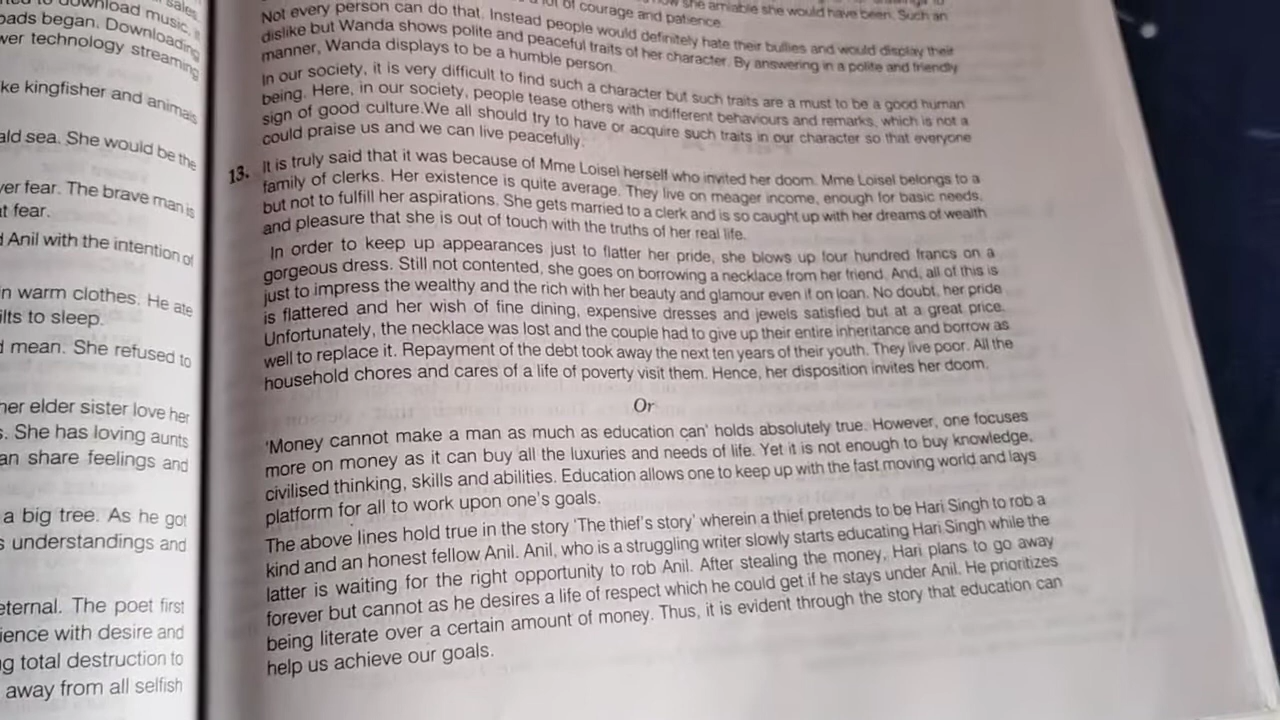 sales,
download music, it
oads began. Downloading
wer technology streaming
ke kingfisher and animals
ald sea. She would be the
ver fear. The brave man is
t fear.
d Anil with the intention of
n warm clothes. He ate
ilts to sleep.
d mean. She refused to
her elder sister love her
s. She has loving aunts
an share feelings and
a big tree. As he got
s understandings and
eternal. The poet first
ience with desire and
ng total destruction to
away from all selfish
of courage and patience. she amiable she would have been. Such an
Not every person can do that. Instead people would definitely hate their bullies and would display their
dislike but Wanda shows polite and peaceful traits of her character. By answering in a polite and friendly
manner, Wanda displays to be a humble person.
In our society, it is very difficult to find such a character but such traits are a must to be a good human
being. Here, in our society, people tease others with indifferent behaviours and remarks, which is not a
sign of good culture.We all should try to have or acquire such traits in our character so that everyone
could praise us and we can live peacefully.
13. It is truly said that it was because of Mme Loisel herself who invited her doom. Mme Loisel belongs to a
family of clerks. Her existence is quite average. They live on meager income, enough for basic needs,
but not to fulfill her aspirations. She gets married to a clerk and is so caught up with her dreams of wealth
and pleasure that she is out of touch with the truths of her real life.
In order to keep up appearances just to flatter her pride, she blows up four hundred francs on a
gorgeous dress. Still not contented, she goes on borrowing a necklace from her friend. And, all of this is
just to impress the wealthy and the rich with her beauty and glamour even if on loan. No doubt, her pride
is flattered and her wish of fine dining, expensive dresses and jewels satisfied but at a great price.
Unfortunately, the necklace was lost and the couple had to give up their entire inheritance and borrow as
well to replace it. Repayment of the debt took away the next ten years of their youth. They live poor. All the
household chores and cares of a life of poverty visit them. Hence, her disposition invites her doom.
Or
'Money cannot make a man as much as education can' holds absolutely true. However, one focuses
more on money as it can buy all the luxuries and needs of life. Yet it is not enough to buy knowledge,
civilised thinking, skills and abilities. Education allows one to keep up with the fast moving world and lays
platform for all to work upon one's goals.
The above lines hold true in the story 'The thief's story' wherein a thief pretends to be Hari Singh to rob a
kind and an honest fellow Anil. Anil, who is a struggling writer slowly starts educating Hari Singh while the
latter is waiting for the right opportunity to rob Anil. After stealing the money, Hari plans to go away
forever but cannot as he desires a life of respect which he could get if he stays under Anil. He prioritizes
being literate over a certain amount of money. Thus, it is evident through the story that education can
help us achieve our goals.